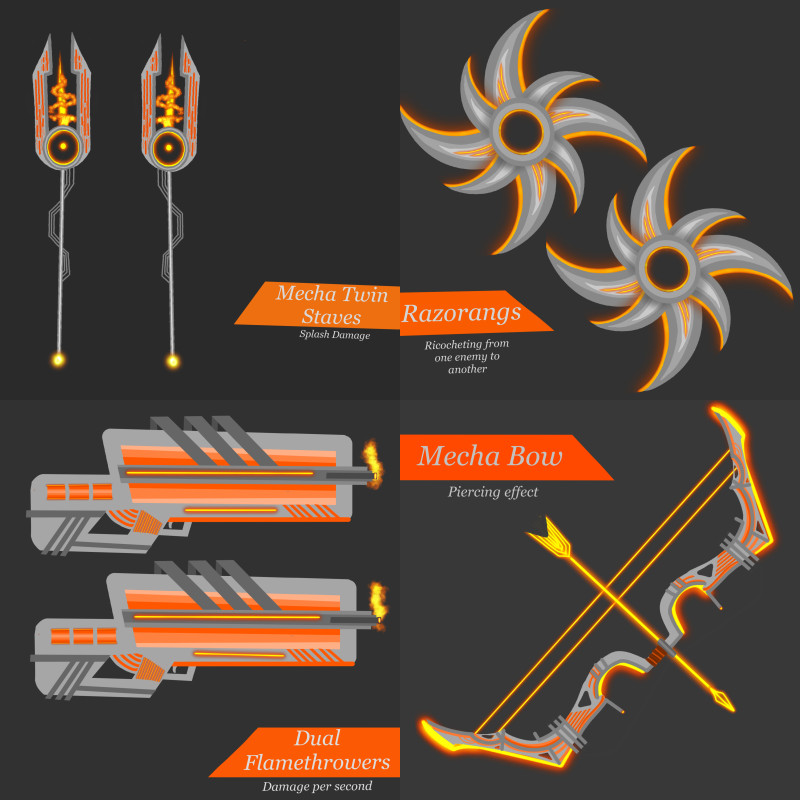 Mecha Twin
Staves
Splash Damage
Razorangs
Ricocheting from
one enemy to
another
Dual
Flamethrowers
Damage per second
Mecha Bow
Piercing effect